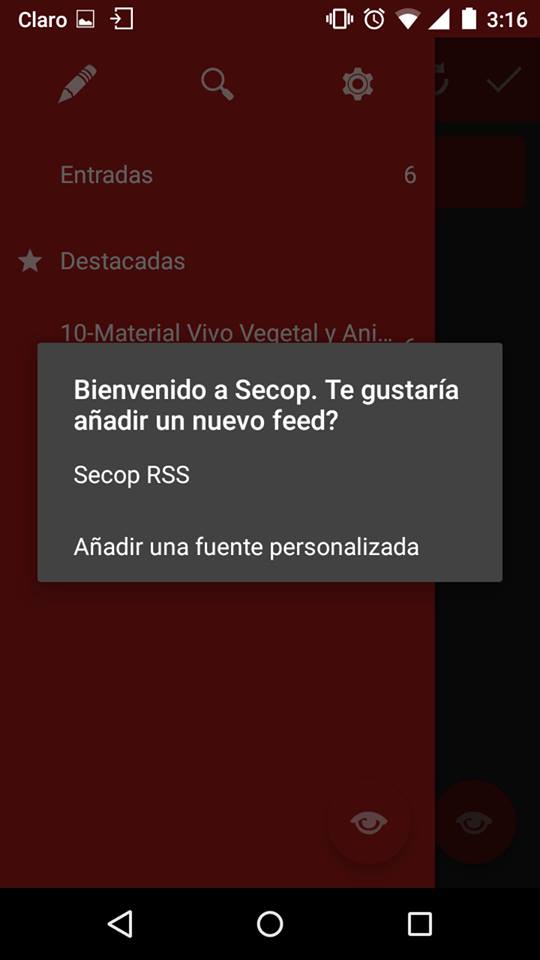 Claro 3:16
Entradas 6
Destacadas
10-Material Vivo Vegetal y Ani...
Bienvenido a Secop. Te gustaría
añadir un nuevo feed?
Secop RSS
Añadir una fuente personalizada